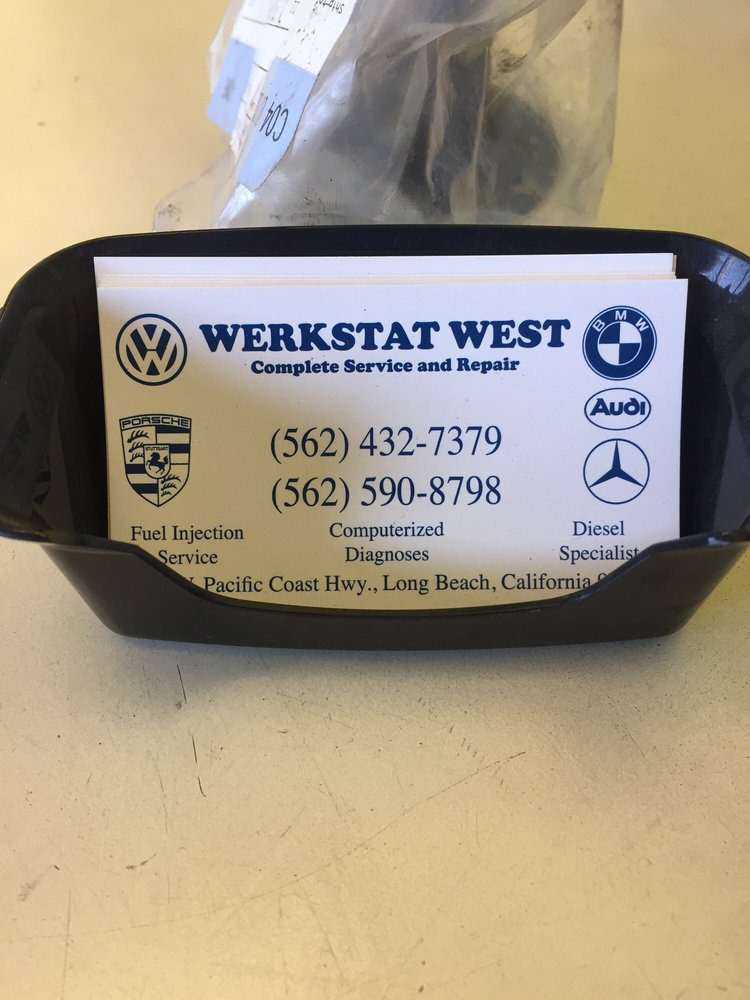 C04
WERKSTAT WEST
Complete Service and Repair
BMW
Audi
PORSCHE
STUTTGART
(562) 432-7379
(562) 590-8798
Fuel Injection
Service
Computerized
Diagnoses
Diesel
Specialist
Pacific Coast Hwy., Long Beach, California